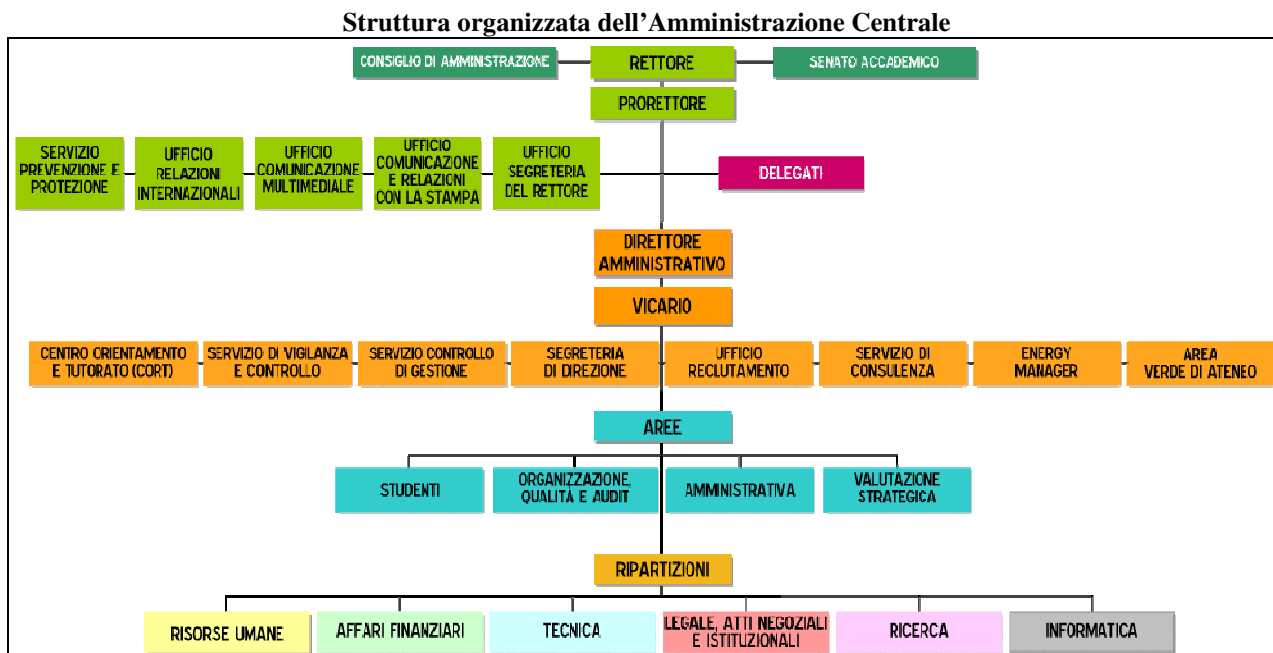 Struttura organizzata dell'Amministrazione Centrale
CONSIGLIO DI AMMINISTRAZIONE
RETTORE
SENATO ACCADEMICO
PRORETTORE
SERVIZIO
PREVENZIONE E
PROTEZIONE
UFFICIO
RELAZIONI
INTERNAZIONALI
UFFICIO
COMUNICAZIONE
MULTIMEDIALE
UFFICIO
COMUNICAZIONE
E RELAZIONI
CON LA STAMPA
UFFICIO
SEGRETERIA
DEL RETTORE
DELEGATI
DIRETTORE
AMMINISTRATIVO
VICARIO
CENTRO ORIENTAMENTO
E TUTORATO (CORT)
SERVIZIO DI VIGILANZA
E CONTROLLO
SERVIZIO CONTROLLO
DI GESTIONE
SEGRETERIA
DI DIREZIONE
UFFICIO
RECLUTAMENTO
SERVIZIO DI
CONSULENZA
ENERGY
MANAGER
AREA
VERDE DI ATENEO
AREE
STUDENTI
ORGANIZZAZIONE,
QUALITÀ E AUDIT
AMMINISTRATIVA
VALUTAZIONE
STRATEGICA
RIPARTIZIONI
RISORSE UMANE
AFFARI FINANZIARI
TECNICA
LEGALE, ATTI NEGOZIALI
E ISTITUZIONALI
RICERCA
INFORMATICA